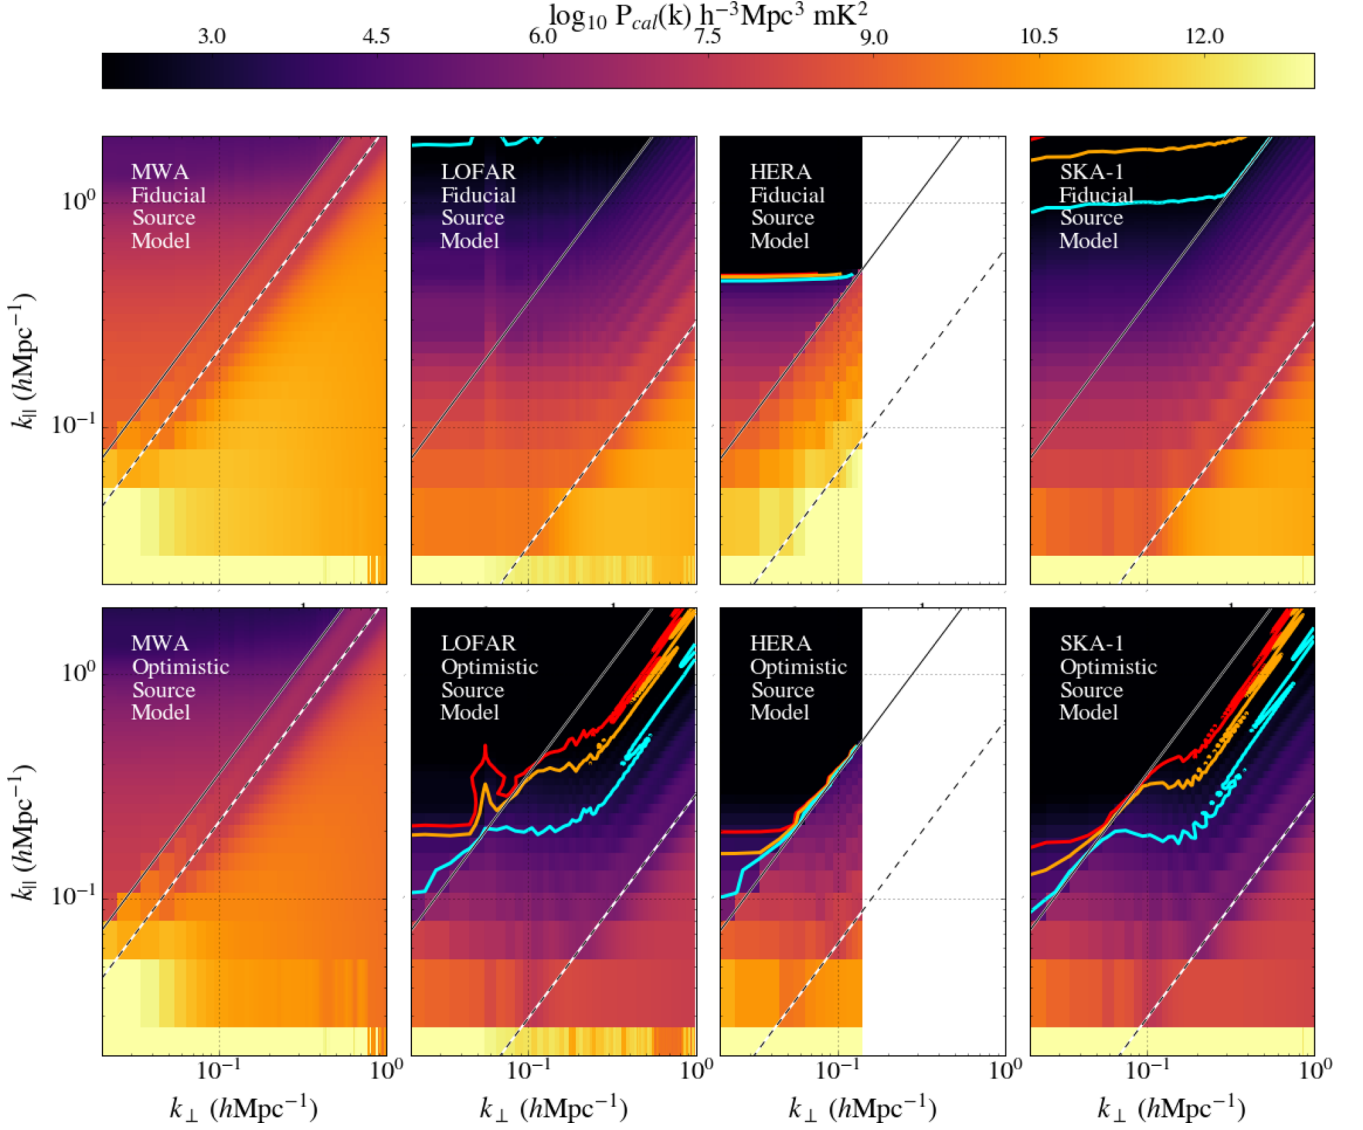 log₁₀ P_cal(k) h⁻³Mpc³ mK²
3.0 4.5 6.0 7.5 9.0 10.5 12.0
MWA
Fiducial
Source
Model
LOFAR
Fiducial
Source
Model
HERA
Fiducial
Source
Model
SKA-1
Fiducial
Source
Model
10⁰
10⁻¹
k∥ (hMpc⁻¹)
MWA
Optimistic
Source
Model
LOFAR
Optimistic
Source
Model
HERA
Optimistic
Source
Model
SKA-1
Optimistic
Source
Model
10⁰
10⁻¹
k∥ (hMpc⁻¹)
10⁻¹ 10⁰ 10⁻¹ 10⁰ 10⁻¹ 10⁰ 10⁻¹ 10⁰
k⊥ (hMpc⁻¹) k⊥ (hMpc⁻¹) k⊥ (hMpc⁻¹) k⊥ (hMpc⁻¹)